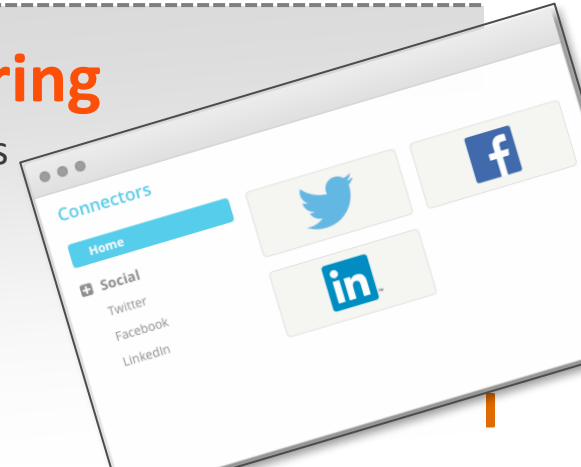 ring
s
Connectors
Home
Social
Twitter
Facebook
LinkedIn
f
in